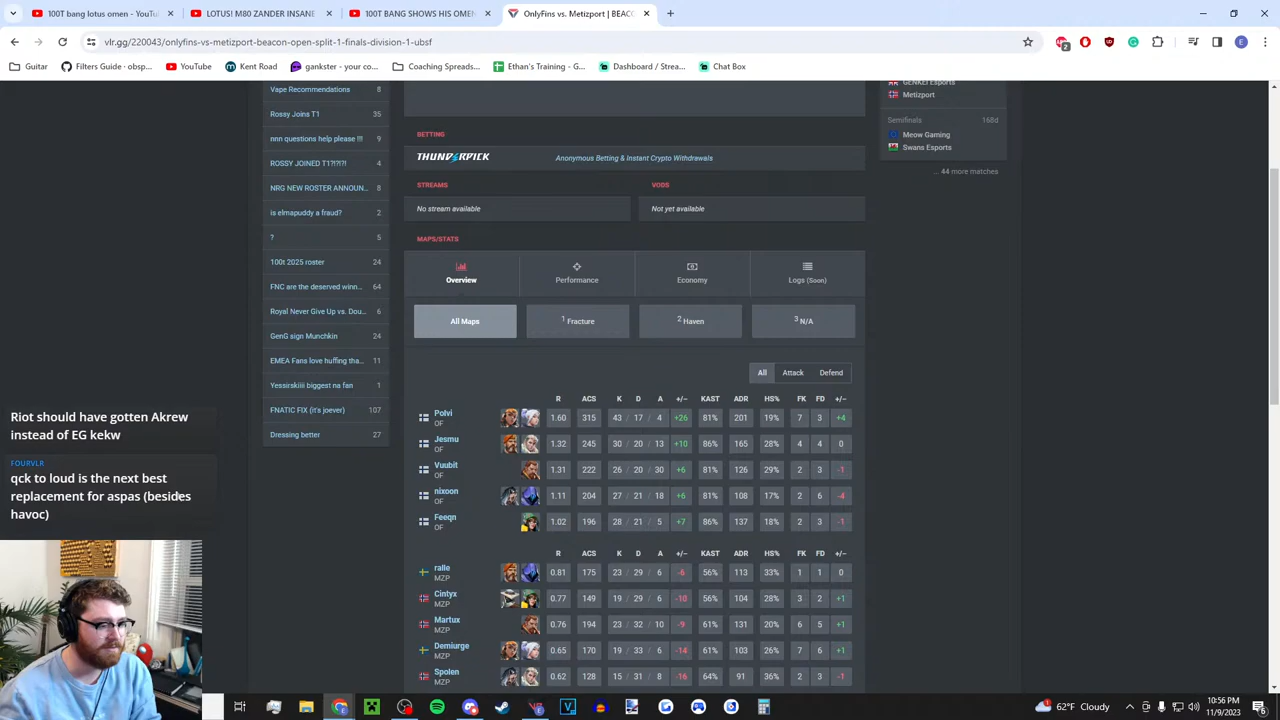 100T bang lotus omen - YouTu
LOTUS! M80 ZANDER INSANE
100T BANG SHOWS HIS OMEN
OnlyFins vs. Metizport | BEACO
vlr.gg/220043/onlyfins-vs-metizport-beacon-open-split-1-finals-division-1-ubsf
Guitar
Filters Guide · obsp...
YouTube
Kent Road
gankster - your co...
Coaching Spreads...
Ethan's Training - G...
Dashboard / Strea...
Chat Box
Vape Recommendations 8
Rossy Joins T1 35
nnn questions help please !!! 9
ROSSY JOINED T1?!?!?! 4
NRG NEW ROSTER ANNOUN... 8
is elmapuddy a fraud? 2
? 5
100t 2025 roster 24
FNC are the deserved winn... 64
Royal Never Give Up vs. Dou... 6
GenG sign Munchkin 24
EMEA Fans love huffing tha... 11
Yessirskiiii biggest na fan 1
FNATIC FIX (it's joever) 107
Dressing better 27
GENKEI Esports
Metizport
Semifinals 168d
Meow Gaming
Swans Esports
... 44 more matches
BETTING
THUNDERPICK
Anonymous Betting & Instant Crypto Withdrawals
STREAMS
No stream available
VODS
Not yet available
MAPS/STATS
Overview
Performance
Economy
Logs (Soon)
All Maps
1 Fracture
2 Haven
3 N/A
All Attack Defend
R ACS K D A +/– KAST ADR HS% FK FD +/–
Polvi OF 1.60 315 43 / 17 / 4 +26 81% 201 19% 7 3 +4
Jesmu OF 1.32 245 30 / 20 / 13 +10 86% 165 28% 4 4 0
Vuubit OF 1.31 222 26 / 20 / 30 +6 81% 125 29% 2 3 -1
nixoon OF 1.11 204 27 / 21 / 18 +6 81% 108 17% 2 6 -4
Feeqn OF 1.02 196 28 / 21 / 5 +7 86% 137 18% 2 3 -1
R ACS K D A +/– KAST ADR HS% FK FD +/–
ralle MZP 0.81 175 23 / 29 / 6 -6 56% 113 33% 1 1 0
Cintyx MZP 0.77 149 19 / 29 / 6 -10 56% 104 28% 3 2 +1
Martux MZP 0.76 194 23 / 32 / 10 -9 61% 131 20% 6 5 +1
Demiurge MZP 0.65 170 19 / 33 / 6 -14 61% 103 26% 7 6 +1
Spolen MZP 0.62 128 15 / 31 / 8 -16 64% 91 36% 2 3 -1
Riot should have gotten Akrew
instead of EG kekw
FOURVLR
qck to loud is the next best
replacement for aspas (besides
havoc)
62°F Cloudy
10:56 PM
11/9/2023